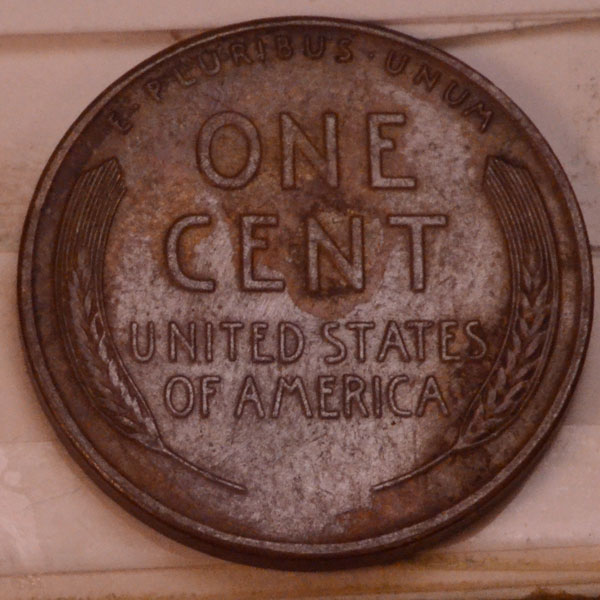 E · PLURIBUS · UNUM
ONE
CENT
UNITED STATES
OF AMERICA